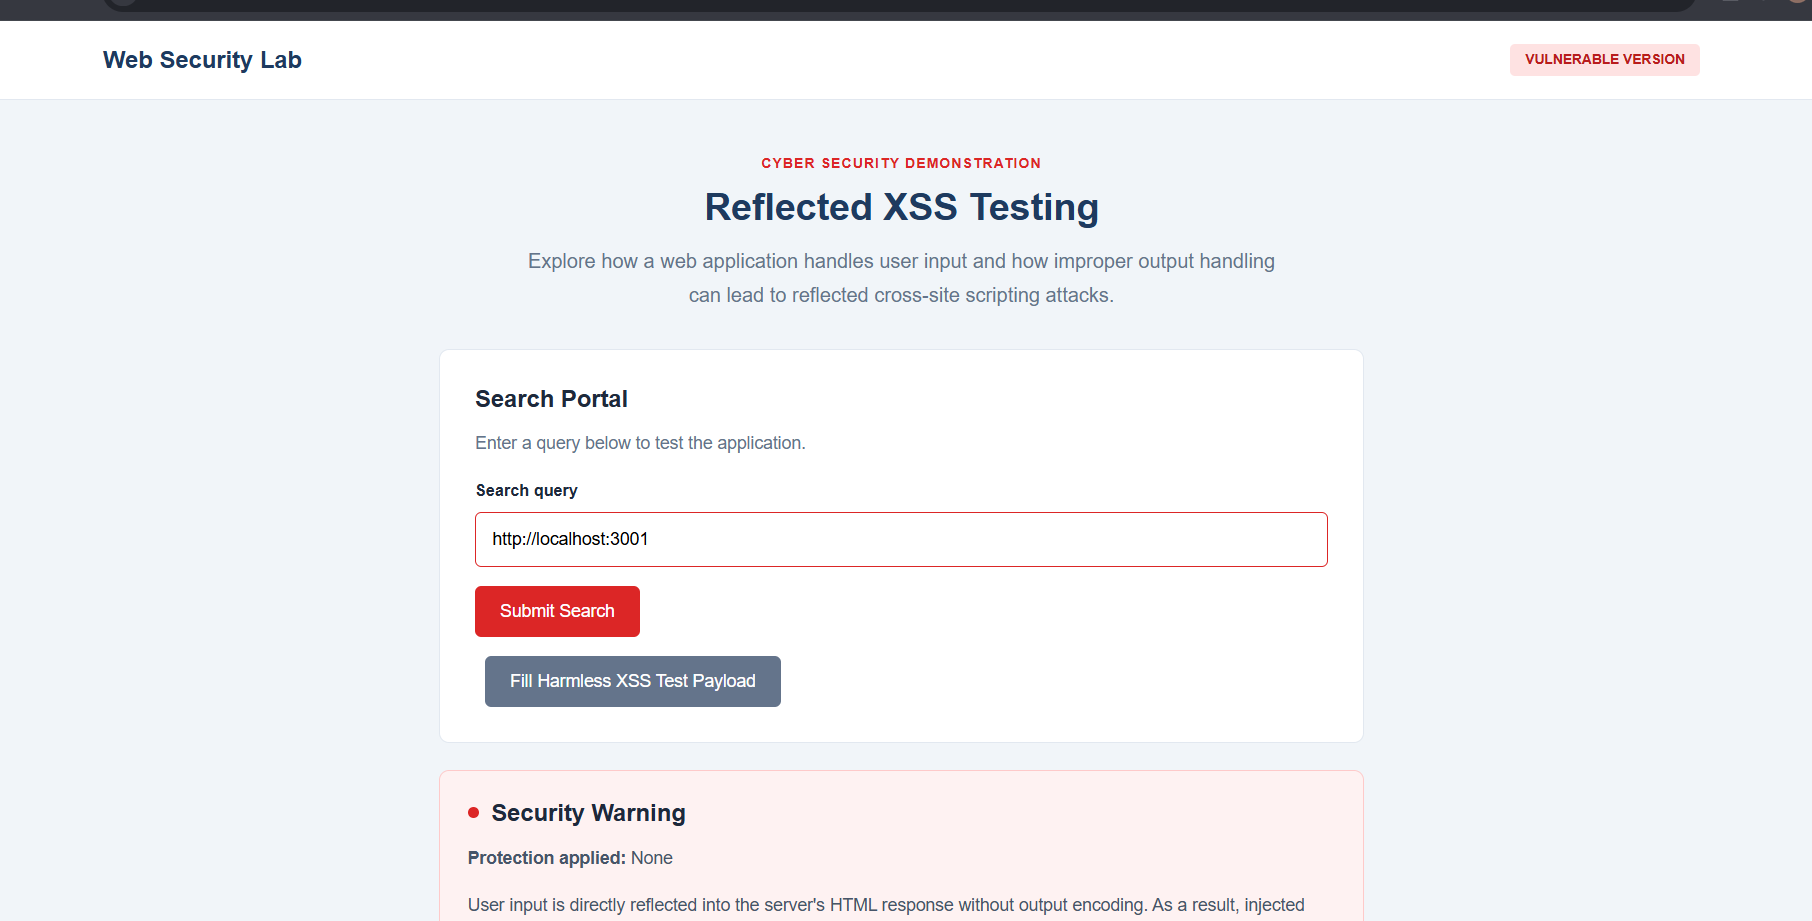 Web Security Lab
VULNERABLE VERSION
CYBER SECURITY DEMONSTRATION
Reflected XSS Testing
Explore how a web application handles user input and how improper output handling
can lead to reflected cross-site scripting attacks.
Search Portal
Enter a query below to test the application.
Search query
http://localhost:3001
Submit Search
Fill Harmless XSS Test Payload
Security Warning
Protection applied: None
User input is directly reflected into the server's HTML response without output encoding. As a result, injected